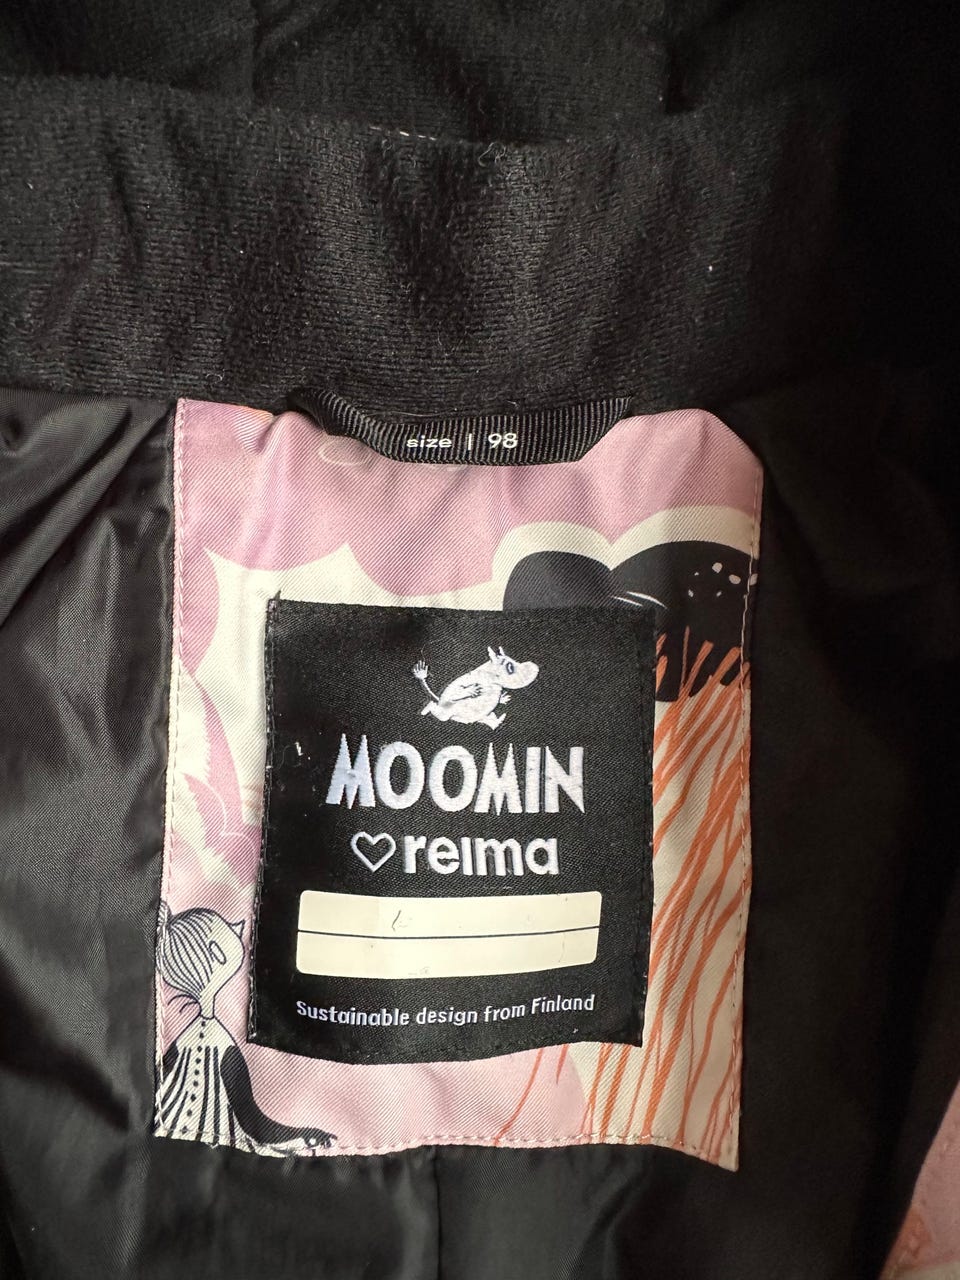 size | 98
MOOMIN
reima
Sustainable design from Finland